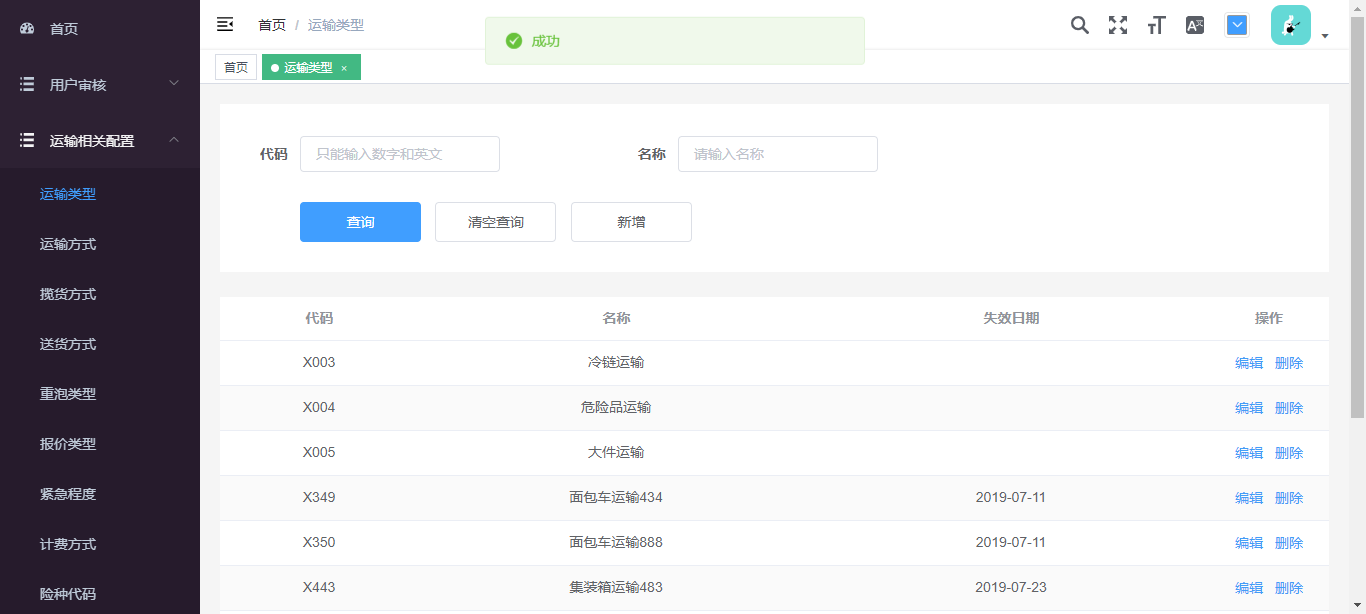 首页
用户审核
运输相关配置
运输类型
运输方式
揽货方式
送货方式
重泡类型
报价类型
紧急程度
计费方式
险种代码
首页 / 运输类型
成功
首页 运输类型 ×
代码 只能输入数字和英文 名称 请输入名称
查询 清空查询 新增
代码 名称 失效日期 操作
X003 冷链运输 编辑 删除
X004 危险品运输 编辑 删除
X005 大件运输 编辑 删除
X349 面包车运输434 2019-07-11 编辑 删除
X350 面包车运输888 2019-07-11 编辑 删除
X443 集装箱运输483 2019-07-23 编辑 删除